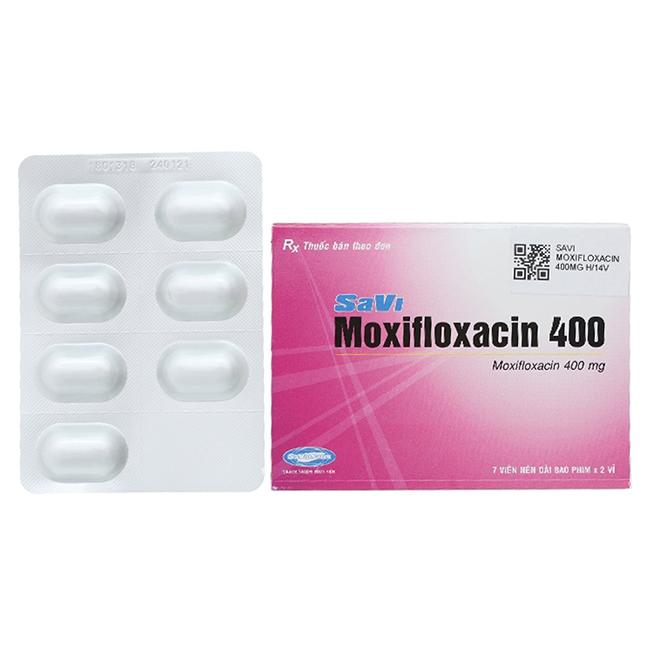 1801318 240121
Rx Thuốc bán theo đơn
SAVI
MOXIFLOXACIN
400MG H/14V
SaVi
Moxifloxacin 400
Moxifloxacin 400 mg
7 VIÊN NÉN DÀI BAO PHIM x 2 VỈ